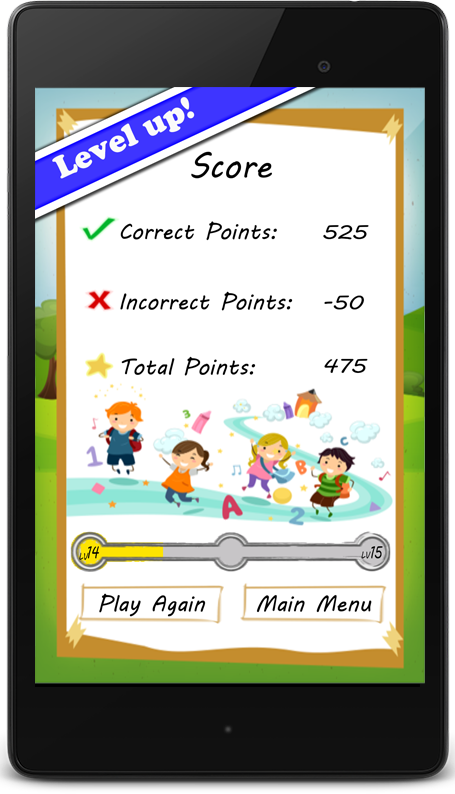 Level up!
Score
Correct Points: 525
Incorrect Points: -50
Total Points: 475
3
1
B
C
A
2
Lv14
Lv15
Play Again
Main Menu